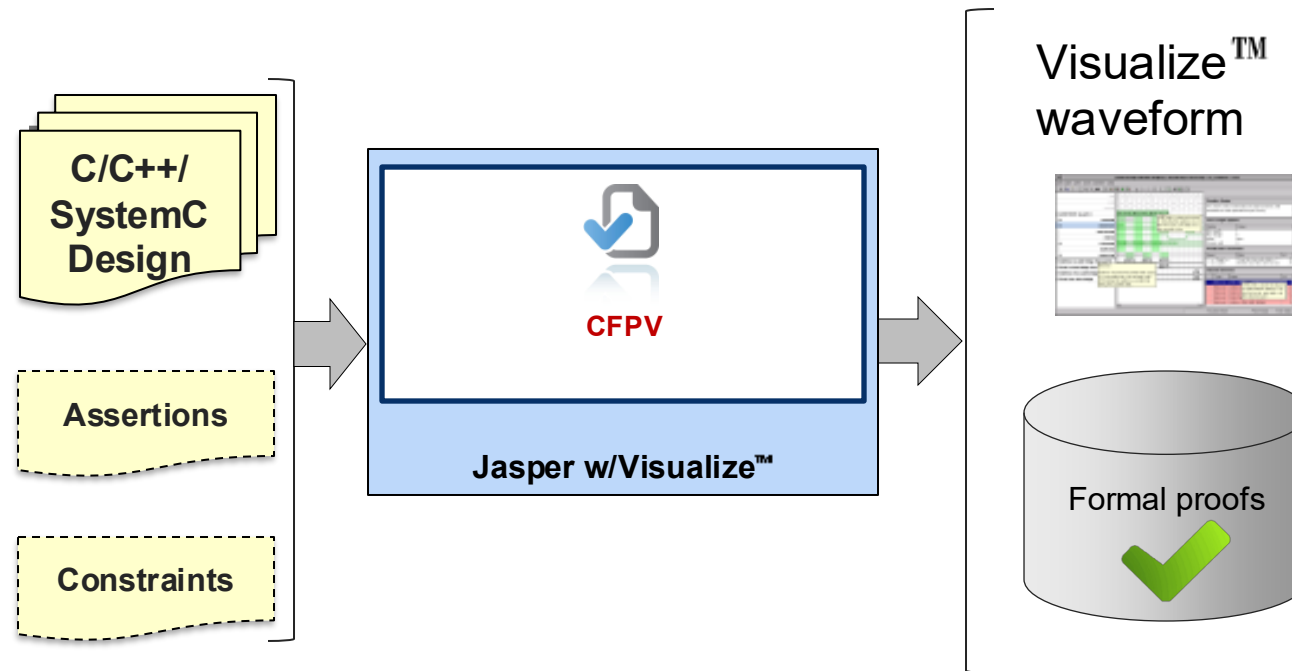 C/C++/
SystemC
Design
Assertions
Constraints
CFPV
Jasper w/Visualize™
Visualize™
waveform
Formal proofs